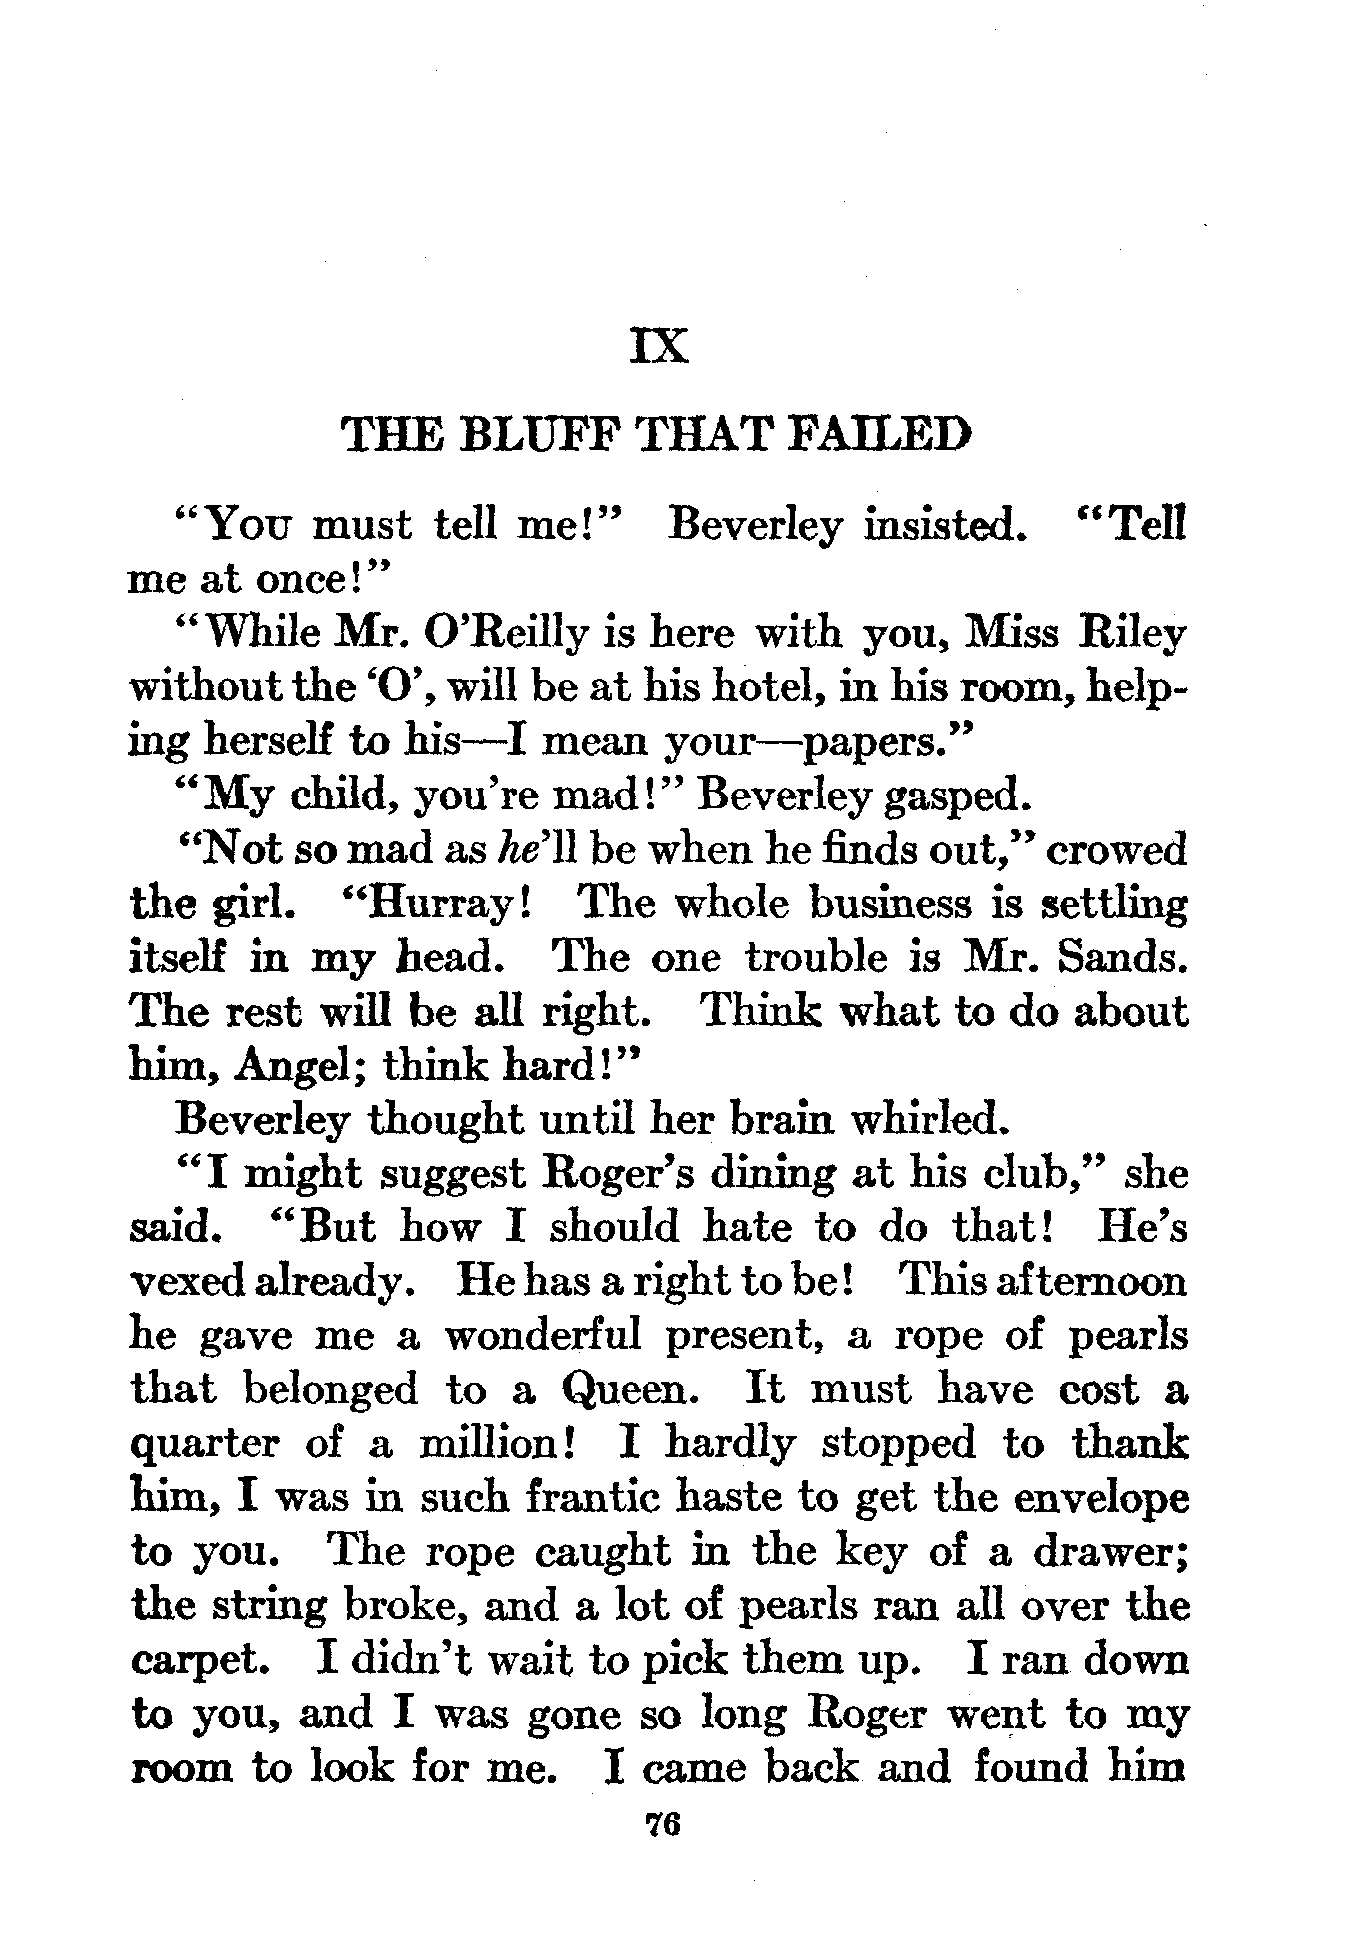 IX
THE BLUFF THAT FAILED
“You must tell me!” Beverley insisted. “Tell
me at once!”
“While Mr. O’Reilly is here with you, Miss Riley
without the ‘O’, will be at his hotel, in his room, help-
ing herself to his—I mean your—papers.”
“My child, you’re mad!” Beverley gasped.
“Not so mad as he’ll be when he finds out,” crowed
the girl. “Hurray! The whole business is settling
itself in my head. The one trouble is Mr. Sands.
The rest will be all right. Think what to do about
him, Angel; think hard!”
Beverley thought until her brain whirled.
“I might suggest Roger’s dining at his club,” she
said. “But how I should hate to do that! He’s
vexed already. He has a right to be! This afternoon
he gave me a wonderful present, a rope of pearls
that belonged to a Queen. It must have cost a
quarter of a million! I hardly stopped to thank
him, I was in such frantic haste to get the envelope
to you. The rope caught in the key of a drawer;
the string broke, and a lot of pearls ran all over the
carpet. I didn’t wait to pick them up. I ran down
to you, and I was gone so long Roger went to my
room to look for me. I came back and found him
76